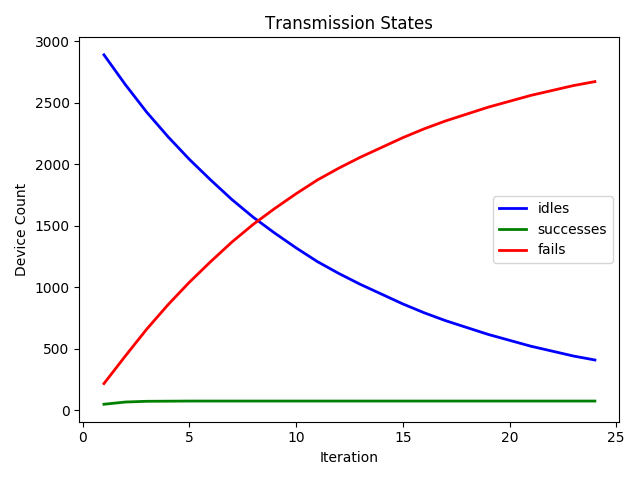 Transmission States
3000
2500
2000
1500
1000
500
0
Device Count
idles
successes
fails
0 5 10 15 20 25
Iteration